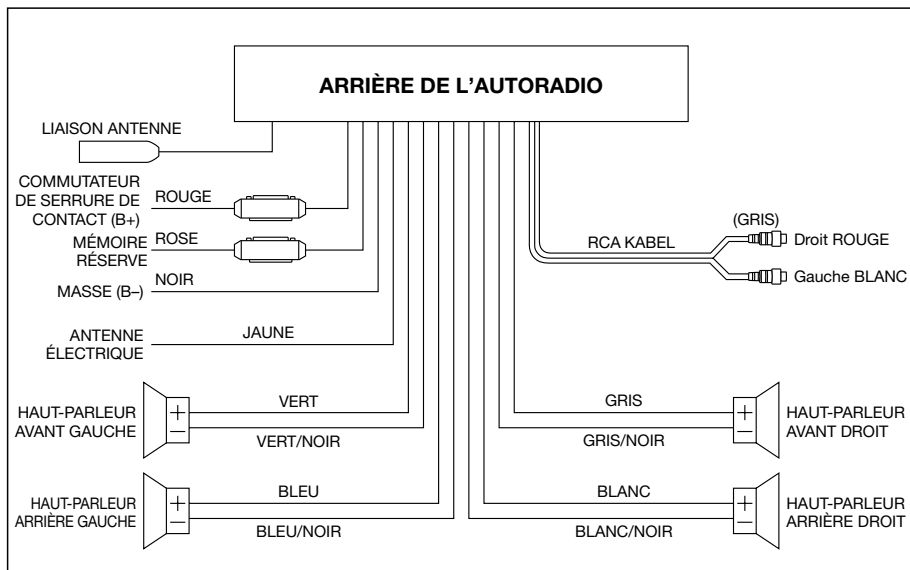 ARRIÈRE DE L'AUTORADIO
LIAISON ANTENNE
COMMUTATEUR
DE SERRURE DE
CONTACT (B+)
ROUGE
MÉMOIRE
RÉSERVE
ROSE
MASSE (B–)
NOIR
ANTENNE
ÉLECTRIQUE
JAUNE
RCA KABEL
(GRIS)
Droit ROUGE
Gauche BLANC
HAUT-PARLEUR
AVANT GAUCHE
+
–
VERT
VERT/NOIR
GRIS
GRIS/NOIR
+
–
HAUT-PARLEUR
AVANT DROIT
HAUT-PARLEUR
ARRIÈRE GAUCHE
+
–
BLEU
BLEU/NOIR
BLANC
BLANC/NOIR
+
–
HAUT-PARLEUR
ARRIÈRE DROIT